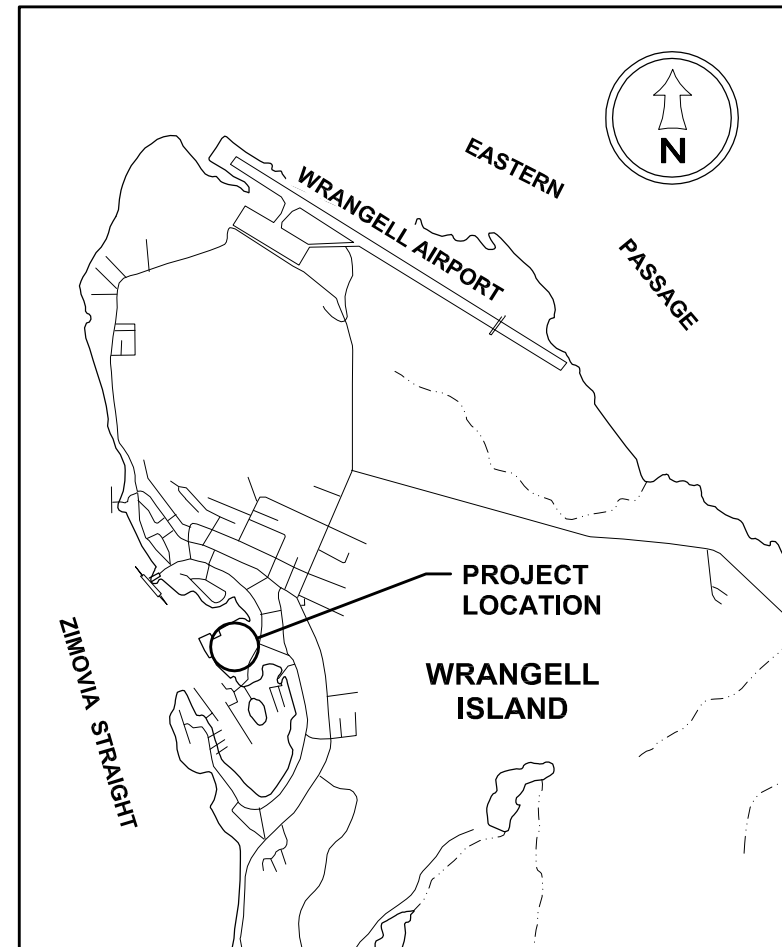 N
EASTERN
PASSAGE
WRANGELL AIRPORT
PROJECT
LOCATION
WRANGELL
ISLAND
ZIMOVIA STRAIGHT